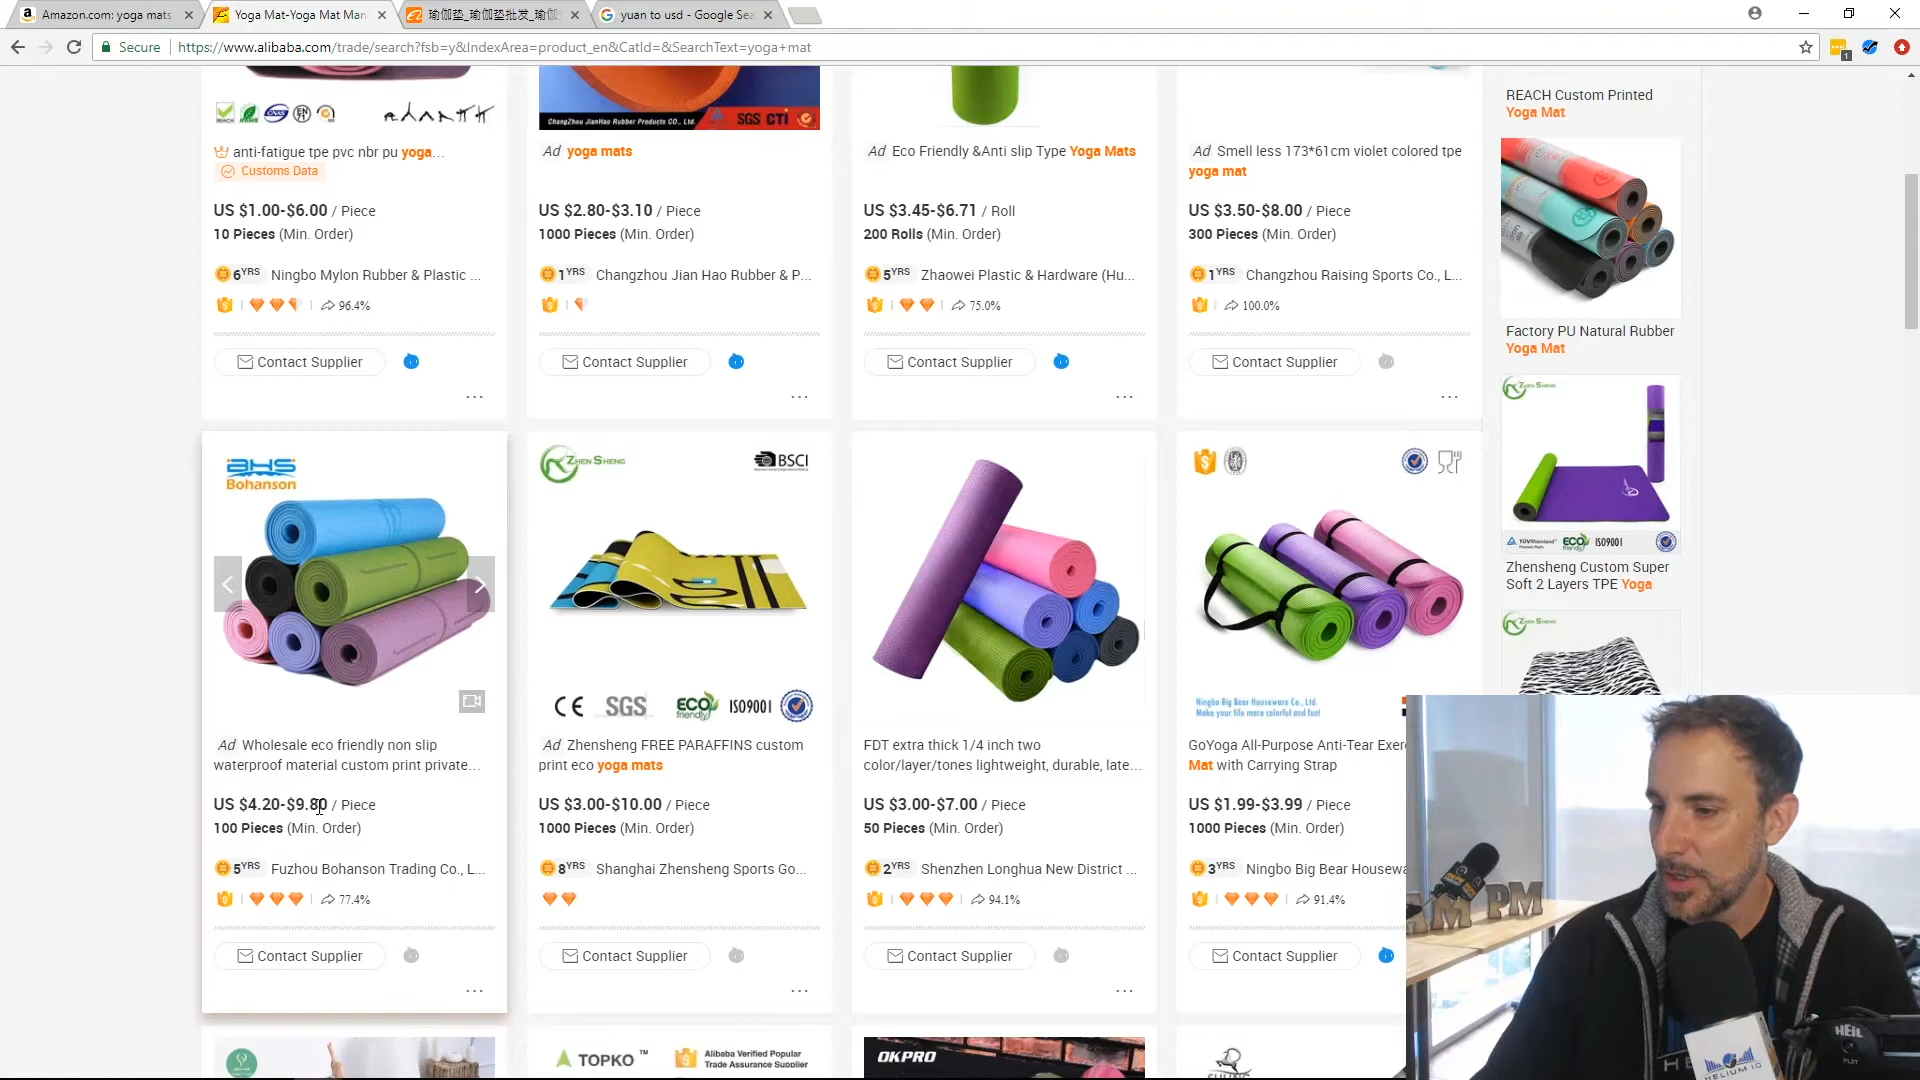 Amazon.com: yoga mats
Yoga Mat-Yoga Mat Man
瑜伽垫_瑜伽垫批发_瑜伽
yuan to usd - Google Sea
Secure
https://www.alibaba.com/trade/search?fsb=y&IndexArea=product_en&CatId=&SearchText=yoga+mat
1
REACH
CNAS
ChangZhou JianHao Rubber Products CO., Ltd.
SGS CTI
anti-fatigue tpe pvc nbr pu yoga...
Customs Data
US $1.00-$6.00 / Piece
10 Pieces (Min. Order)
6YRS Ningbo Mylon Rubber & Plastic ...
96.4%
Contact Supplier
Ad yoga mats
US $2.80-$3.10 / Piece
1000 Pieces (Min. Order)
1YRS Changzhou Jian Hao Rubber & P...
Contact Supplier
Ad Eco Friendly &Anti slip Type Yoga Mats
US $3.45-$6.71 / Roll
200 Rolls (Min. Order)
5YRS Zhaowei Plastic & Hardware (Hu...
75.0%
Contact Supplier
Ad Smell less 173*61cm violet colored tpe
yoga mat
US $3.50-$8.00 / Piece
300 Pieces (Min. Order)
1YRS Changzhou Raising Sports Co., L...
100.0%
Contact Supplier
REACH Custom Printed
Yoga Mat
Factory PU Natural Rubber
Yoga Mat
ZHEN SHENG
ECO friendly
ISO9001
Zhensheng Custom Super
Soft 2 Layers TPE Yoga
ZHEN SHENG
BHS
Bohanson
Ad Wholesale eco friendly non slip
waterproof material custom print private...
US $4.20-$9.80 / Piece
100 Pieces (Min. Order)
5YRS Fuzhou Bohanson Trading Co., L...
77.4%
Contact Supplier
ZHEN SHENG
BSCI
CE SGS ECO friendly ISO9001
Ad Zhensheng FREE PARAFFINS custom
print eco yoga mats
US $3.00-$10.00 / Piece
1000 Pieces (Min. Order)
8YRS Shanghai Zhensheng Sports Go...
Contact Supplier
FDT extra thick 1/4 inch two
color/layer/tones lightweight, durable, late...
US $3.00-$7.00 / Piece
50 Pieces (Min. Order)
2YRS Shenzhen Longhua New District ...
94.1%
Contact Supplier
Ningbo Big Bear Houseware Co., Ltd.
Make your life more colorful and fun!
GoYoga All-Purpose Anti-Tear Exer
Mat with Carrying Strap
US $1.99-$3.99 / Piece
1000 Pieces (Min. Order)
3YRS Ningbo Big Bear Housewa
91.4%
Contact Supplier
TOPKO ™
Alibaba Verified Popular
Trade Assurance Supplier
OKPRO
AM PM
HEIL
HELIUM 10